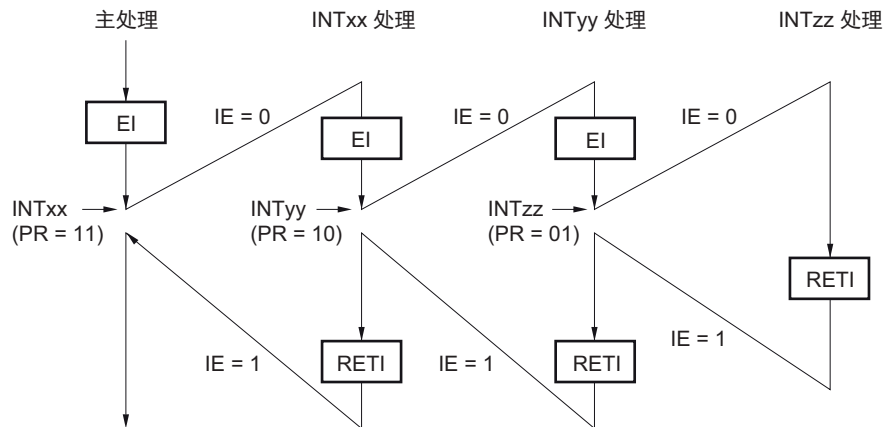 主处理
INTxx 处理
INTyy 处理
INTzz 处理
EI
IE = 0
EI
IE = 0
EI
IE = 0
INTxx
(PR = 11)
INTyy
(PR = 10)
INTzz
(PR = 01)
RETI
IE = 1
RETI
IE = 1
RETI
IE = 1